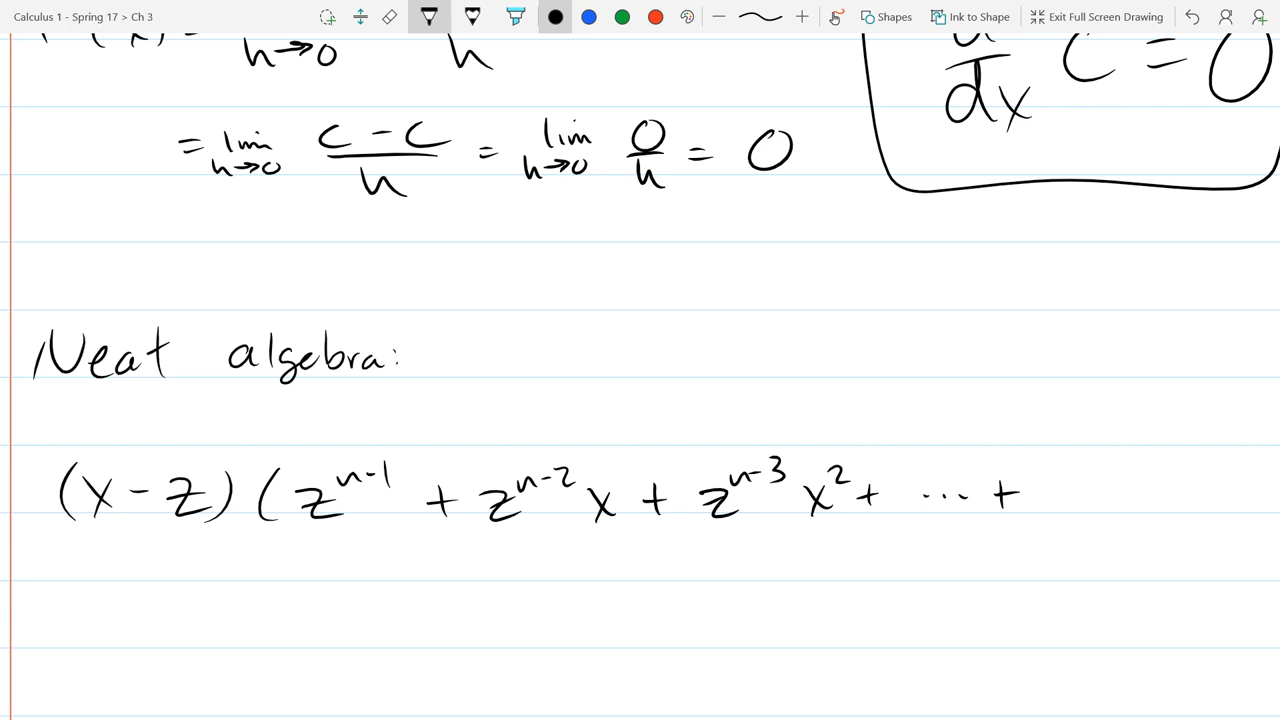 Calculus 1 - Spring 17 > Ch 3 Shapes Ink to Shape Exit Full Screen Drawing
h→0 h
d/dx C = 0
= lim h→0 (C - C)/h = lim h→0 0/h = 0
Neat algebra:
(x - z) (z^{n-1} + z^{n-2} x + z^{n-3} x^2 + ... +